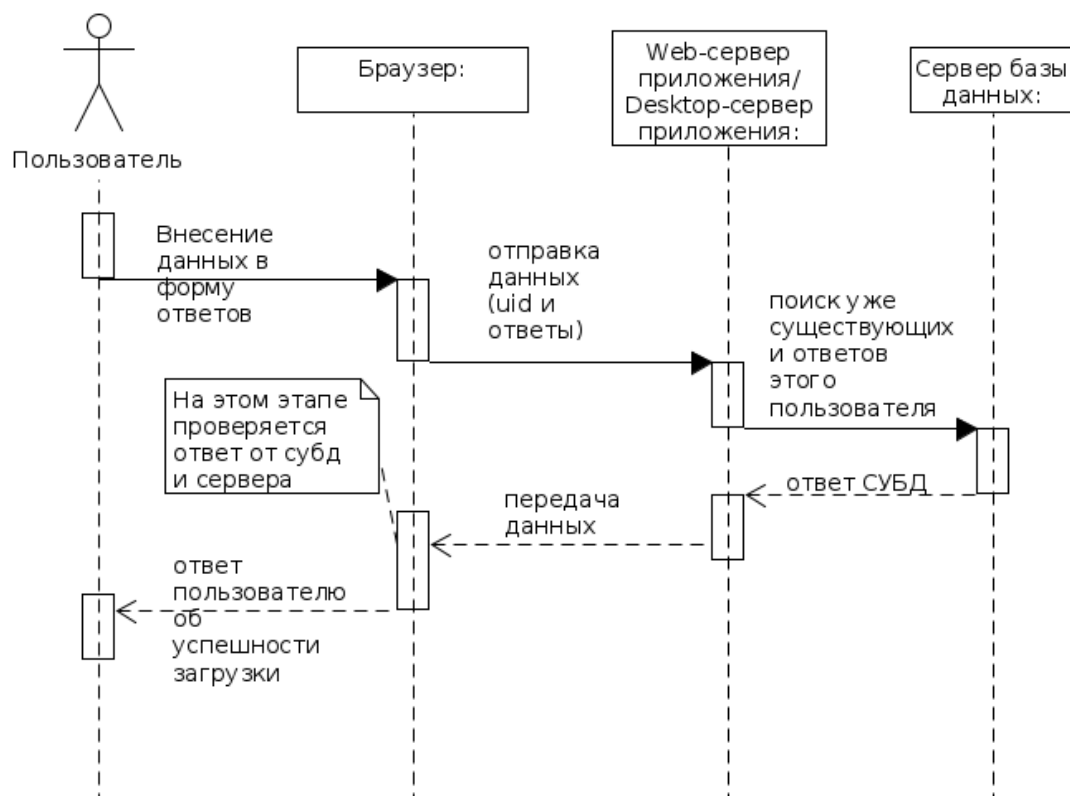 Пользователь
Браузер:
Web-сервер
приложения/
Desktop-сервер
приложения:
Сервер базы
данных:
Внесение
данных в
форму
ответов
отправка
данных
(uid и
ответы)
поиск уже
существующих
и ответов
этого
пользователя
На этом этапе
проверяется
ответ от субд
и сервера
ответ СУБД
передача
данных
ответ
пользователю
об
успешности
загрузки